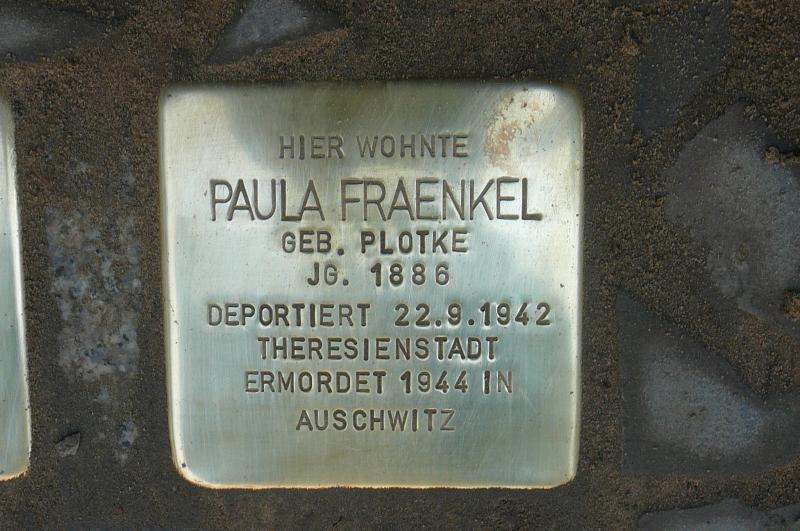 HIER WOHNTE
PAULA FRAENKEL
GEB. PLOTKE
JG. 1886
DEPORTIERT 22.9.1942
THERESIENSTADT
ERMORDET 1944 IN
AUSCHWITZ